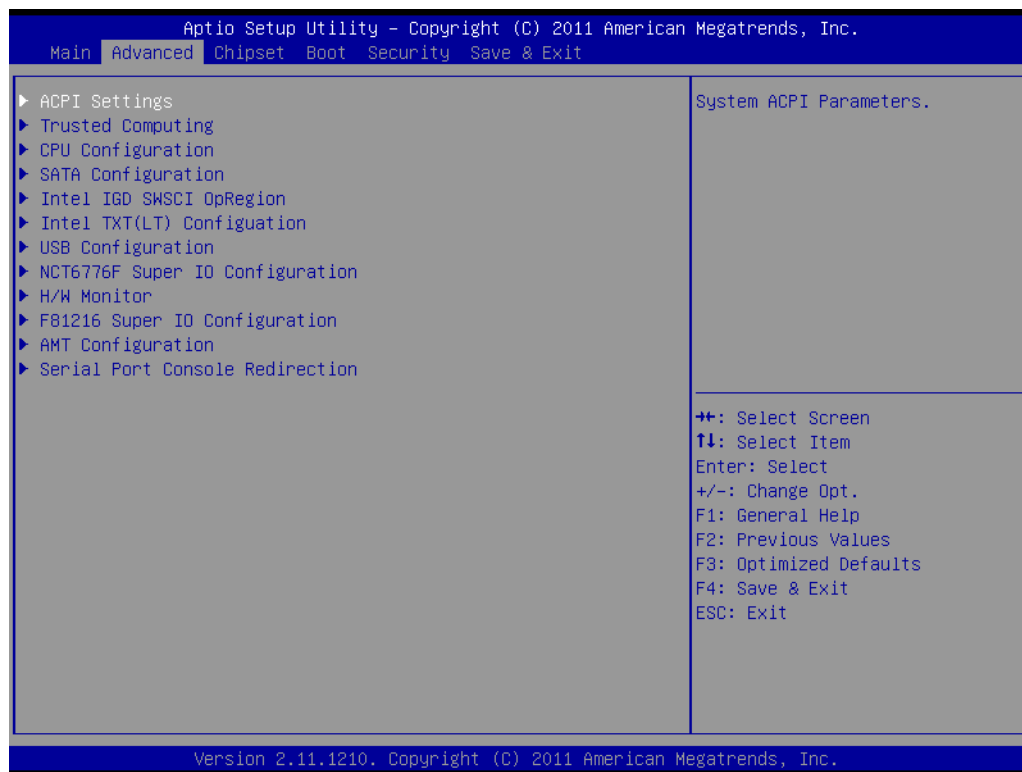 Aptio Setup Utility – Copyright (C) 2011 American Megatrends, Inc.
Main Advanced Chipset Boot Security Save & Exit
ACPI Settings
Trusted Computing
CPU Configuration
SATA Configuration
Intel IGD SWSCI OpRegion
Intel TXT(LT) Configuation
USB Configuration
NCT6776F Super IO Configuration
H/W Monitor
F81216 Super IO Configuration
AMT Configuration
Serial Port Console Redirection
System ACPI Parameters.
→←: Select Screen
↑↓: Select Item
Enter: Select
+/-: Change Opt.
F1: General Help
F2: Previous Values
F3: Optimized Defaults
F4: Save & Exit
ESC: Exit
Version 2.11.1210. Copyright (C) 2011 American Megatrends, Inc.